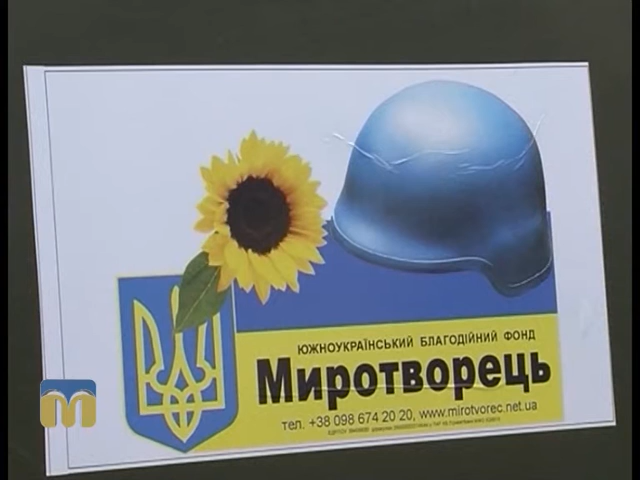 ЮЖНОУКРАЇНСЬКИЙ БЛАГОДІЙНИЙ ФОНД
Миротворець
тел. +38 098 674 20 20, www.mirotvorec.net.ua